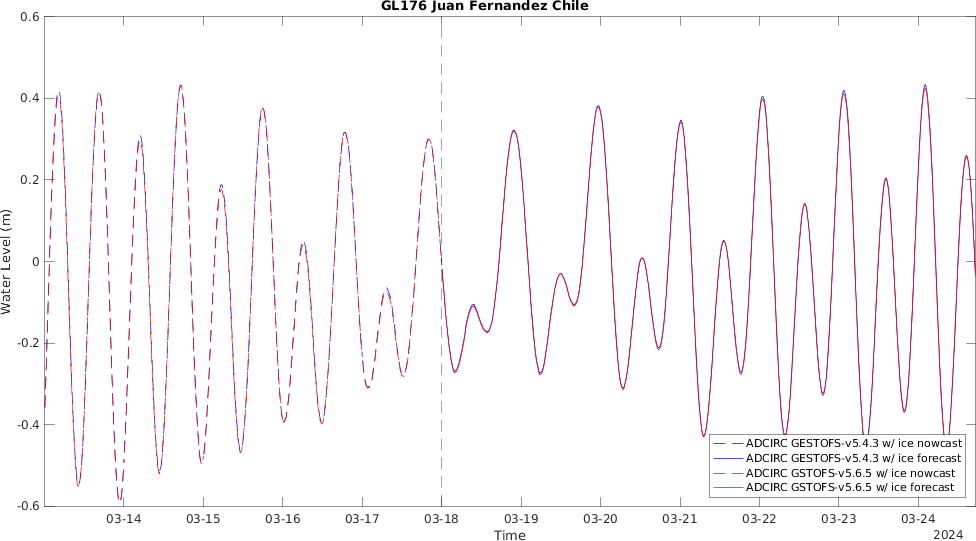 GL176 Juan Fernandez Chile
0.6
0.4
0.2
0
-0.2
-0.4
-0.6
Water Level (m)
ADCIRC GESTOFS-v5.4.3 w/ ice nowcast
ADCIRC GESTOFS-v5.4.3 w/ ice forecast
ADCIRC GSTOFS-v5.6.5 w/ ice nowcast
ADCIRC GSTOFS-v5.6.5 w/ ice forecast
03-14 03-15 03-16 03-17 03-18 03-19 03-20 03-21 03-22 03-23 03-24
Time
2024